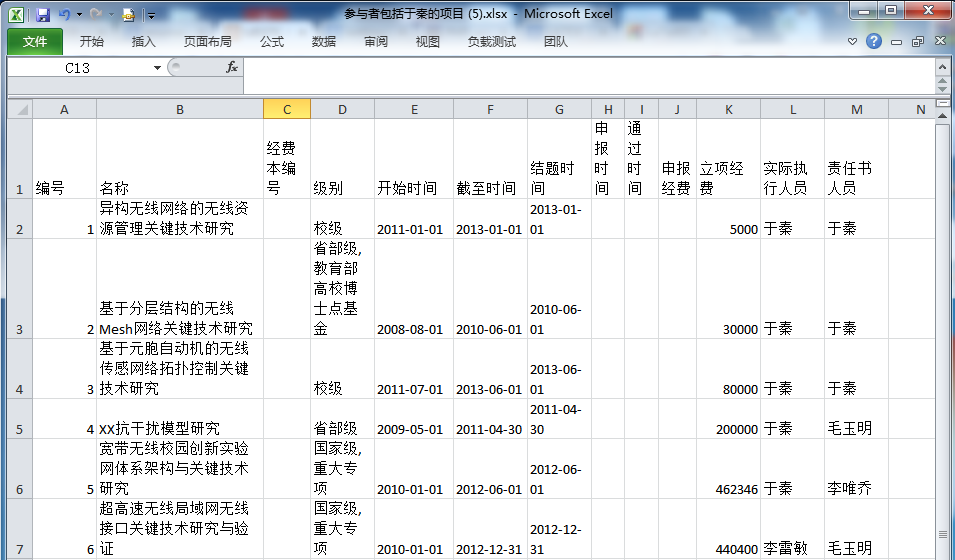 参与者包括于秦的项目 (5).xlsx - Microsoft Excel
文件 开始 插入 页面布局 公式 数据 审阅 视图 负载测试 团队
C13 fx
A B C D E F G H I J K L M N
1 编号 名称 经费本编号 级别 开始时间 截至时间 结题时间 申报时间 通过时间 申报经费 立项经费 实际执行人员 责任书人员
2 1 异构无线网络的无线资源管理关键技术研究 校级 2011-01-01 2013-01-01 2013-01-01 5000 于秦 于秦
3 2 基于分层结构的无线Mesh网络关键技术研究 省部级,教育部高校博士点基金 2008-08-01 2010-06-01 2010-06-01 30000 于秦 于秦
4 3 基于元胞自动机的无线传感网络拓扑控制关键技术研究 校级 2011-07-01 2013-06-01 2013-06-01 80000 于秦 于秦
5 4 XX抗干扰模型研究 省部级 2009-05-01 2011-04-30 2011-04-30 200000 于秦 毛玉明
6 5 宽带无线校园创新实验网体系架构与关键技术研究 国家级,重大专项 2010-01-01 2012-06-01 2012-06-01 462346 于秦 李唯乔
7 6 超高速无线局域网无线接口关键技术研究与验证 国家级,重大专项 2010-01-01 2012-12-31 2012-12-31 440400 李雷敏 毛玉明